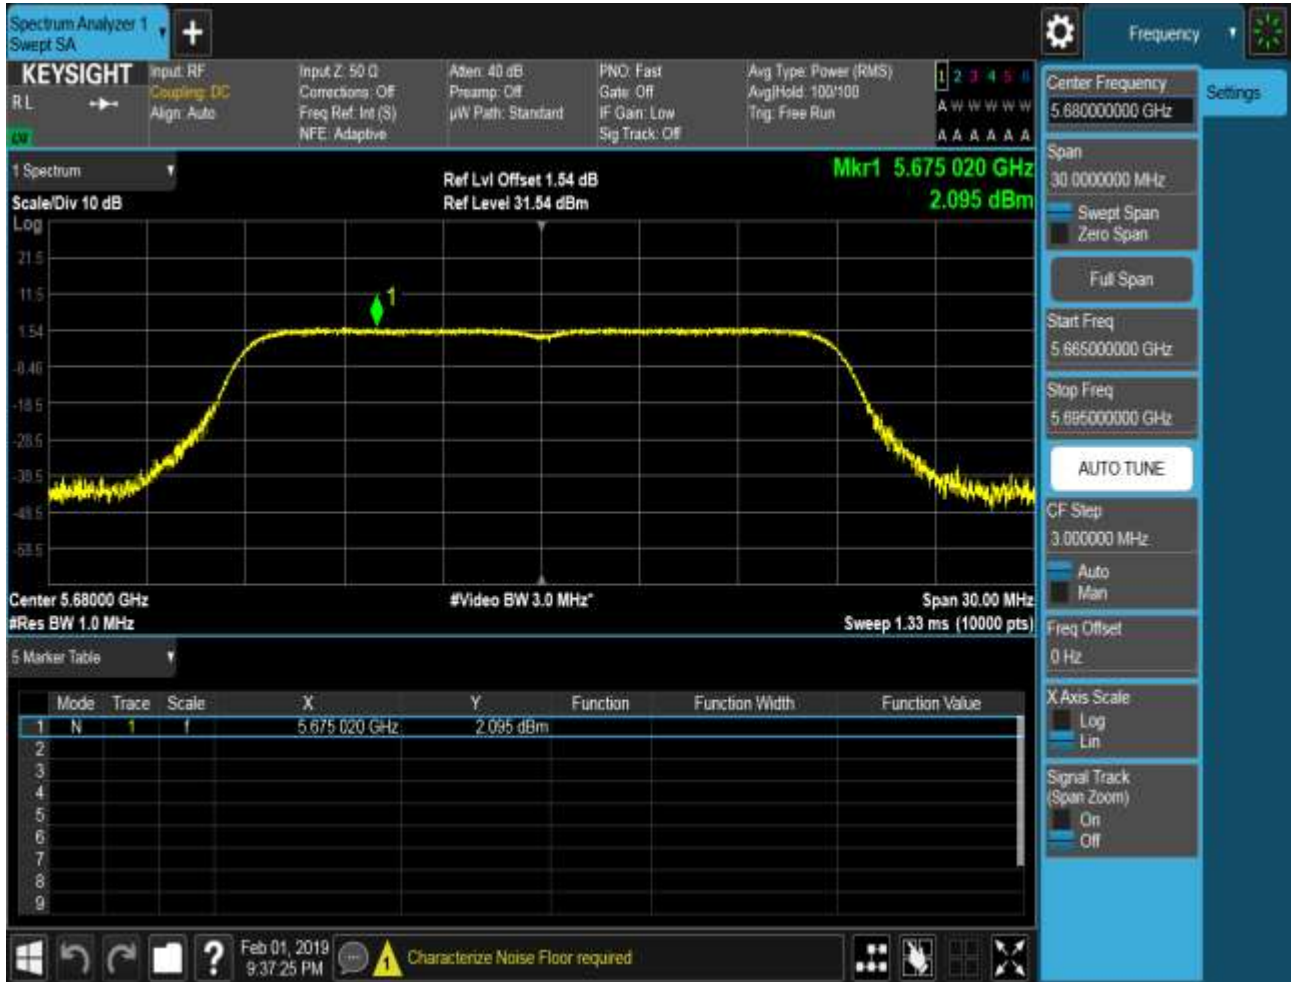 Spectrum Analyzer 1
Swept SA
Frequency
KEYSIGHT
R L
Input: RF
Coupling: DC
Align: Auto
Input Z: 50 Ω
Corrections: Off
Freq Ref: Int (S)
NFE: Adaptive
Atten: 40 dB
Preamp: Off
µW Path: Standard
PNO: Fast
Gate: Off
IF Gain: Low
Sig Track: Off
Avg Type: Power (RMS)
Avg|Hold: 100/100
Trig: Free Run
1 2 3 4 5 6
A W W W W W
A A A A A A
1 Spectrum
Scale/Div 10 dB
Ref Lvl Offset 1.54 dB
Ref Level 31.54 dBm
Mkr1 5.675 020 GHz
2.095 dBm
Log
21.5
11.5
1.54
-8.46
-18.5
-28.5
-38.5
-48.5
-58.5
1
Center 5.68000 GHz
#Res BW 1.0 MHz
#Video BW 3.0 MHz*
Span 30.00 MHz
Sweep 1.33 ms (10000 pts)
5 Marker Table
Mode Trace Scale X Y Function Function Width Function Value
1 N 1 f 5.675 020 GHz 2.095 dBm
2
3
4
5
6
7
8
9
Center Frequency
5.680000000 GHz
Settings
Span
30.0000000 MHz
Swept Span
Zero Span
Full Span
Start Freq
5.665000000 GHz
Stop Freq
5.695000000 GHz
AUTO TUNE
CF Step
3.000000 MHz
Auto
Man
Freq Offset
0 Hz
X Axis Scale
Log
Lin
Signal Track
(Span Zoom)
On
Off
?
Feb 01, 2019
9:37:25 PM
1
Characterize Noise Floor required